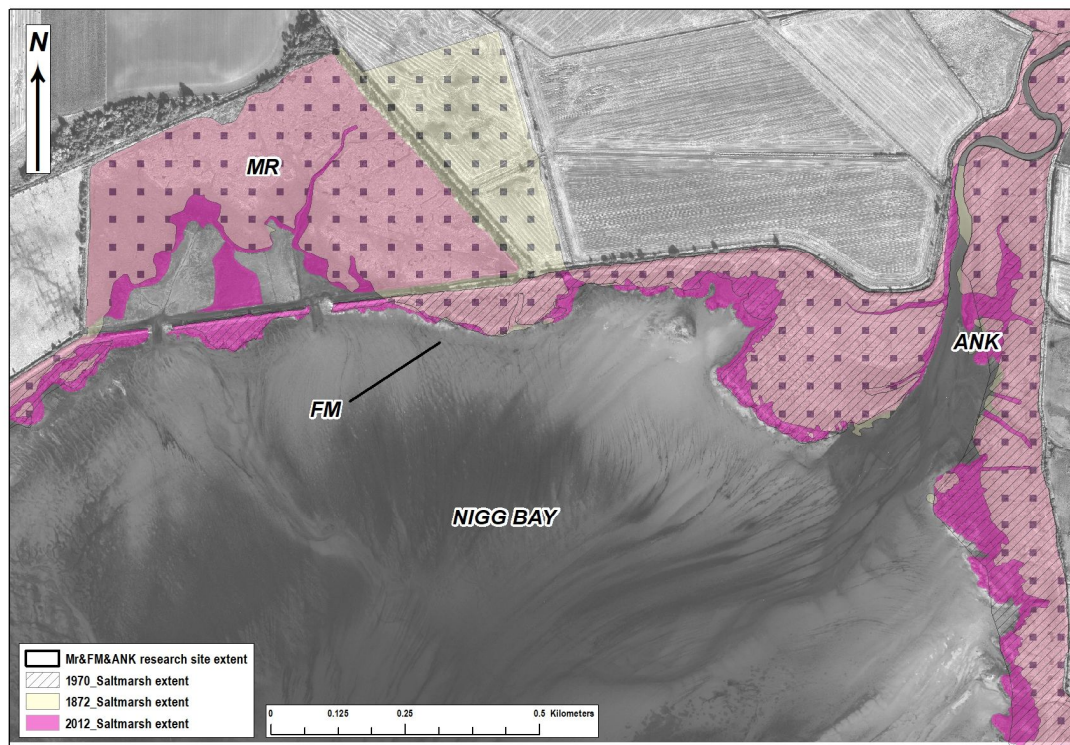 N
MR
ANK
FM
NIGG BAY
Mr&FM&ANK research site extent
1970_Saltmarsh extent
1872_Saltmarsh extent
2012_Saltmarsh extent
0 0.125 0.25 0.5 Kilometers